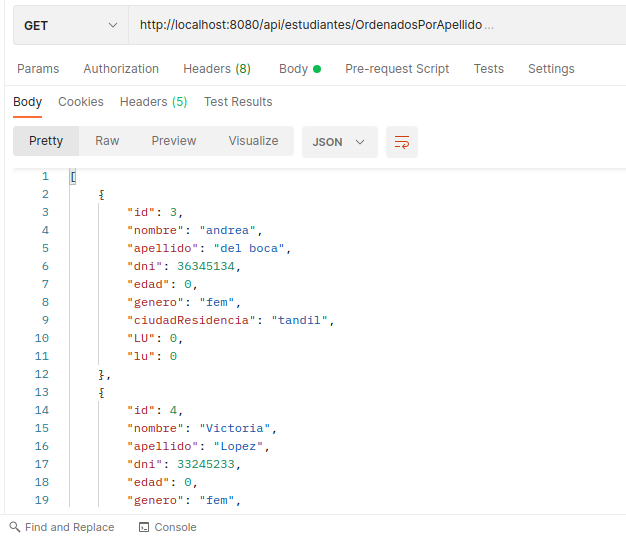 GET http://localhost:8080/api/estudiantes/OrdenadosPorApellido ...
Params Authorization Headers (8) Body Pre-request Script Tests Settings
Body Cookies Headers (5) Test Results
Pretty Raw Preview Visualize JSON
1 [
2 {
3 "id": 3,
4 "nombre": "andrea",
5 "apellido": "del boca",
6 "dni": 36345134,
7 "edad": 0,
8 "genero": "fem",
9 "ciudadResidencia": "tandil",
10 "LU": 0,
11 "lu": 0
12 },
13 {
14 "id": 4,
15 "nombre": "Victoria",
16 "apellido": "Lopez",
17 "dni": 33245233,
18 "edad": 0,
19 "genero": "fem",
Find and Replace Console